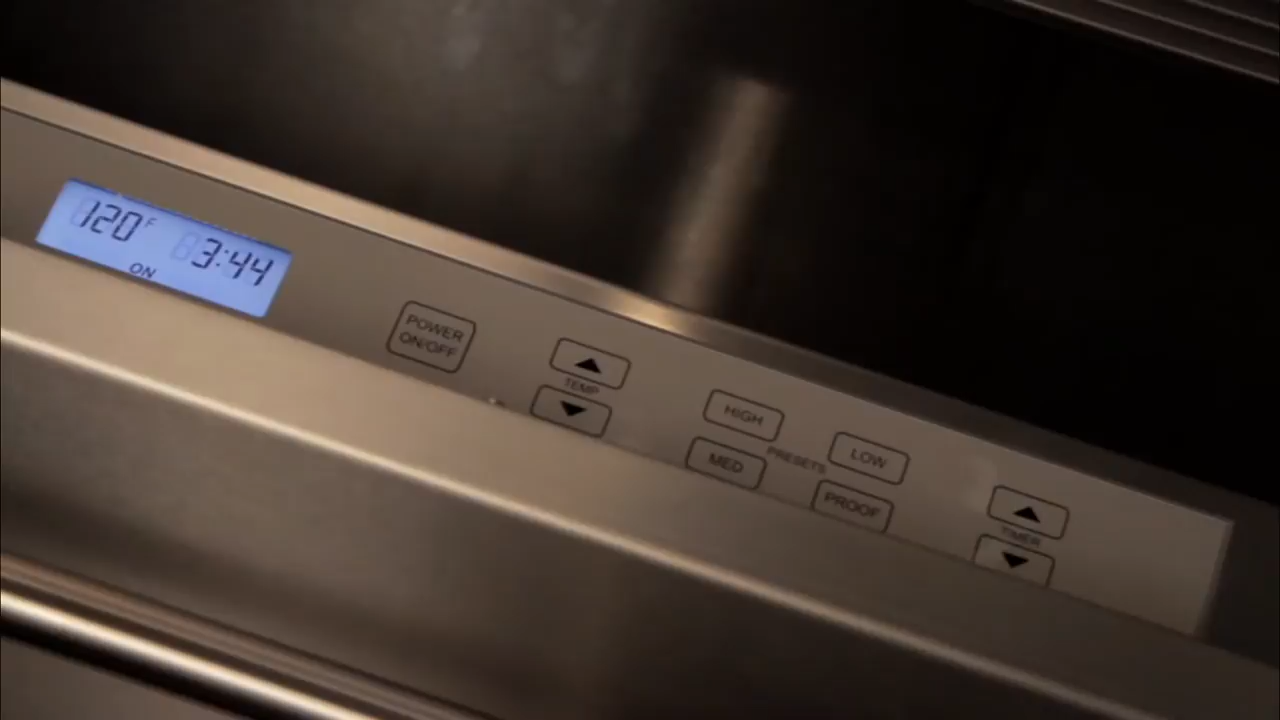 120°F 3:44
ON
POWER
ON/OFF
TEMP
HIGH
MED
PRESETS
LOW
PROOF
TIMER